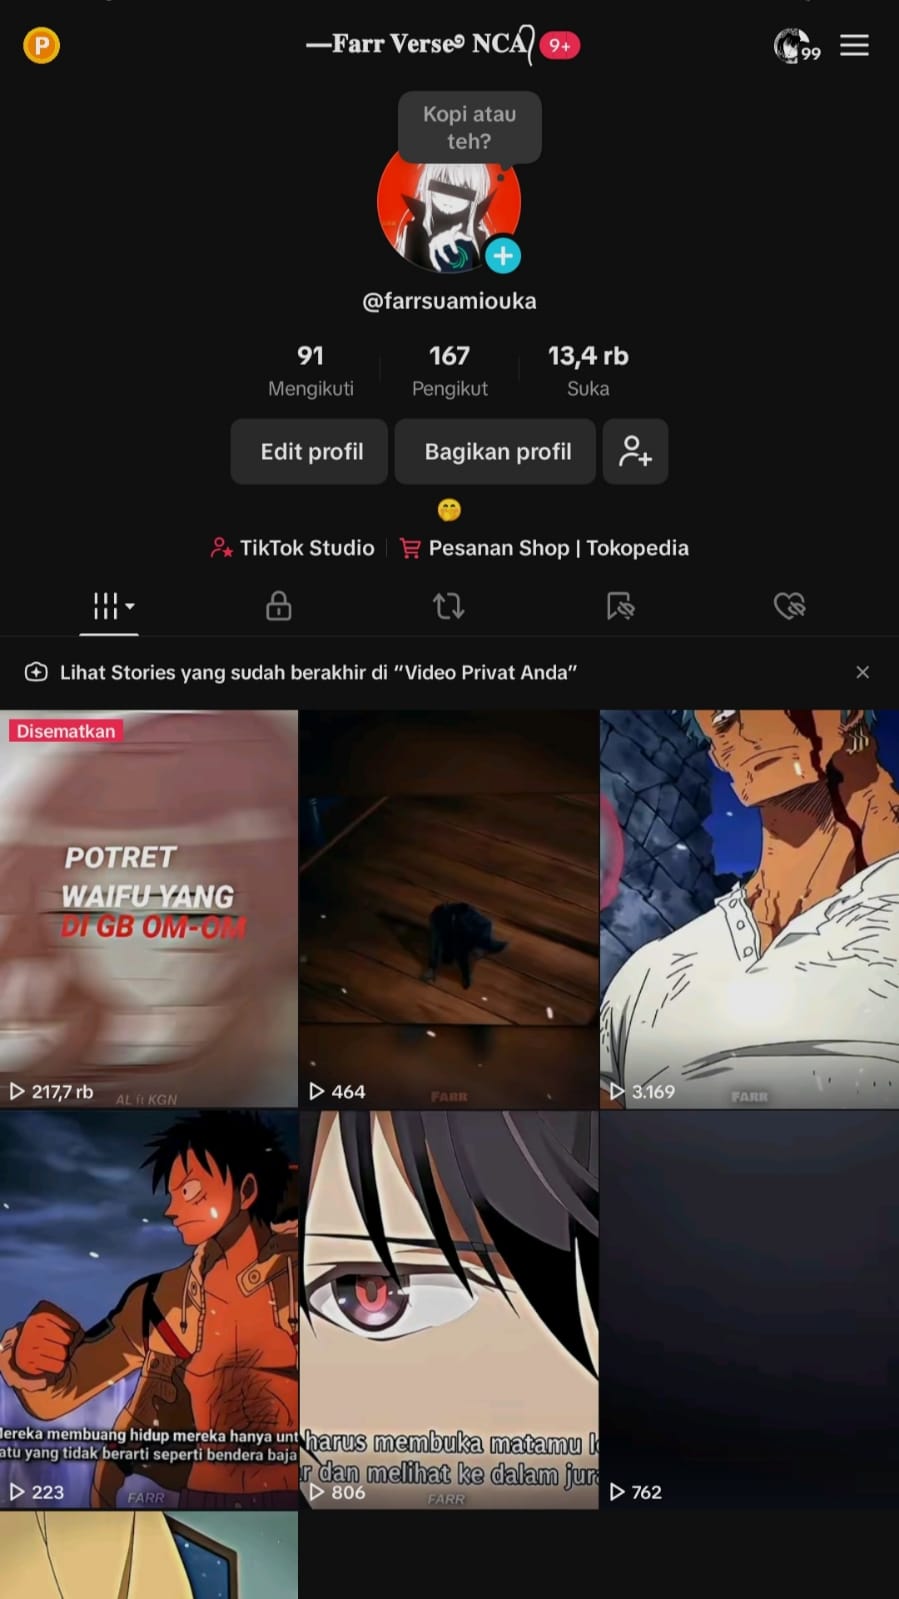 P
—Farr Verse NCA 9+
99
Kopi atau
teh?
@farrsuamiouka
91 167 13,4 rb
Mengikuti Pengikut Suka
Edit profil Bagikan profil
TikTok Studio Pesanan Shop | Tokopedia
Lihat Stories yang sudah berakhir di “Video Privat Anda”
Disematkan
POTRET
WAIFU YANG
DI GB OM-OM
217,7 rb AL ft KGN
464 FARR
3.169 FARR
Mereka membuang hidup mereka hanya unt
atu yang tidak berarti seperti bendera baja
223 FARR
harus membuka matamu
dan melihat ke dalam jur
806 FARR
762